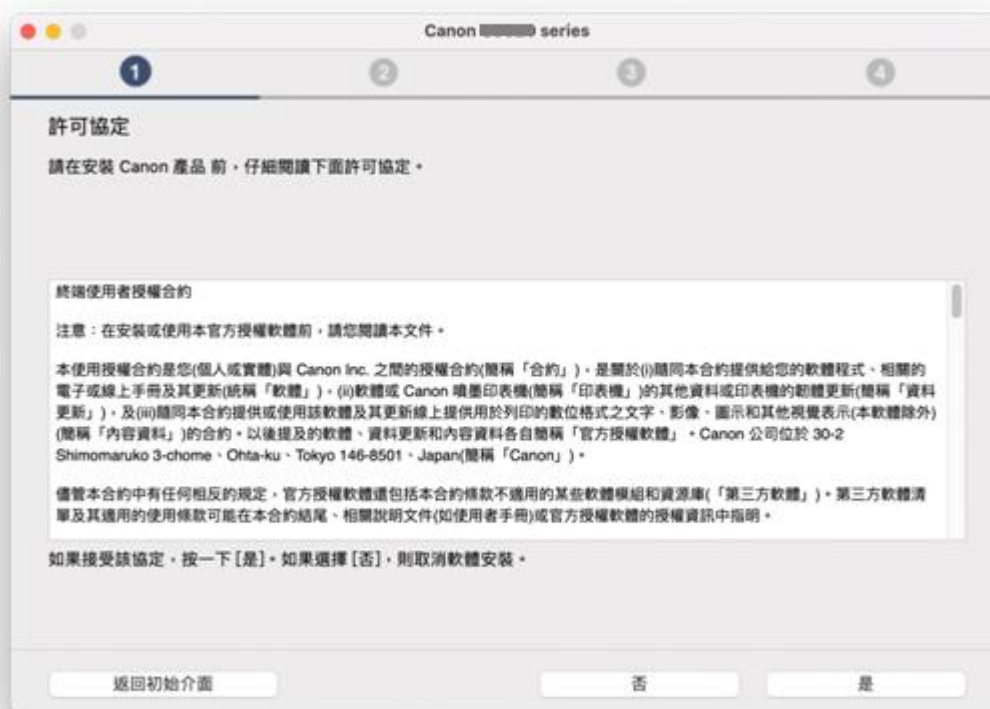 Canon series
1
2
3
4
許可協定
請在安裝 Canon 產品 前，仔細閱讀下面許可協定。
終端使用者授權合約
注意：在安裝或使用本官方授權軟體前，請您閱讀本文件。
本使用授權合約是您(個人或實體)與 Canon Inc. 之間的授權合約(簡稱「合約」)，是關於(i)隨同本合約提供給您的軟體程式、相關的
電子或線上手冊及其更新(統稱「軟體」)，(ii)軟體或 Canon 噴墨印表機(簡稱「印表機」)的其他資料或印表機的韌體更新(簡稱「資料
更新」)，及(iii)隨同本合約提供或使用該軟體及其更新線上提供用於列印的數位格式之文字、影像、圖示和其他視覺表示(本軟體除外)
(簡稱「內容資料」)的合約。以後提及的軟體、資料更新和內容資料各自簡稱「官方授權軟體」。Canon 公司位於 30-2
Shimomaruko 3-chome、Ohta-ku、Tokyo 146-8501、Japan(簡稱「Canon」)。
儘管本合約中有任何相反的規定，官方授權軟體還包括本合約條款不適用的某些軟體模組和資源庫(「第三方軟體」)。第三方軟體清
單及其適用的使用條款可能在本合約結尾、相關說明文件(如使用者手冊)或官方授權軟體的授權資訊中指明。
如果接受該協定，按一下 [是]。如果選擇 [否]，則取消軟體安裝。
返回初始介面
否
是